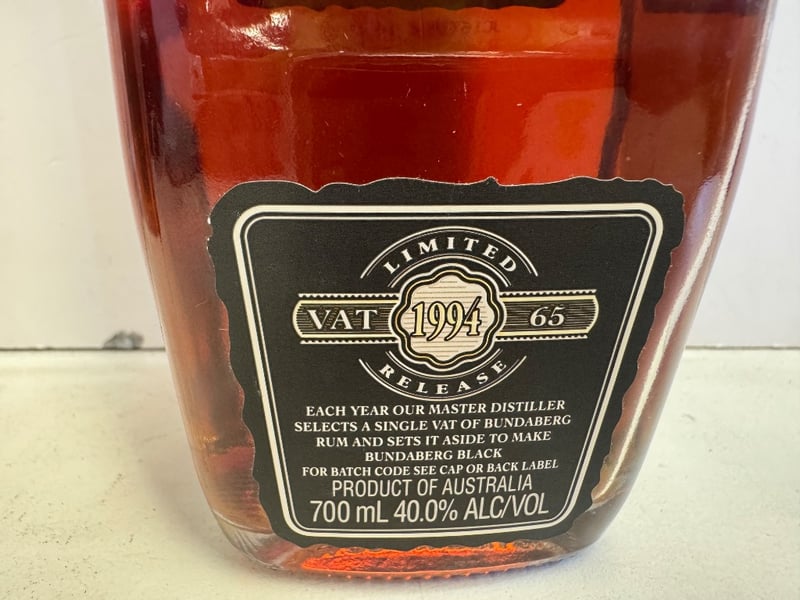 LIMITED
VAT 1994 65
RELEASE
EACH YEAR OUR MASTER DISTILLER
SELECTS A SINGLE VAT OF BUNDABERG
RUM AND SETS IT ASIDE TO MAKE
BUNDABERG BLACK
FOR BATCH CODE SEE CAP OR BACK LABEL
PRODUCT OF AUSTRALIA
700 mL 40.0% ALC/VOL